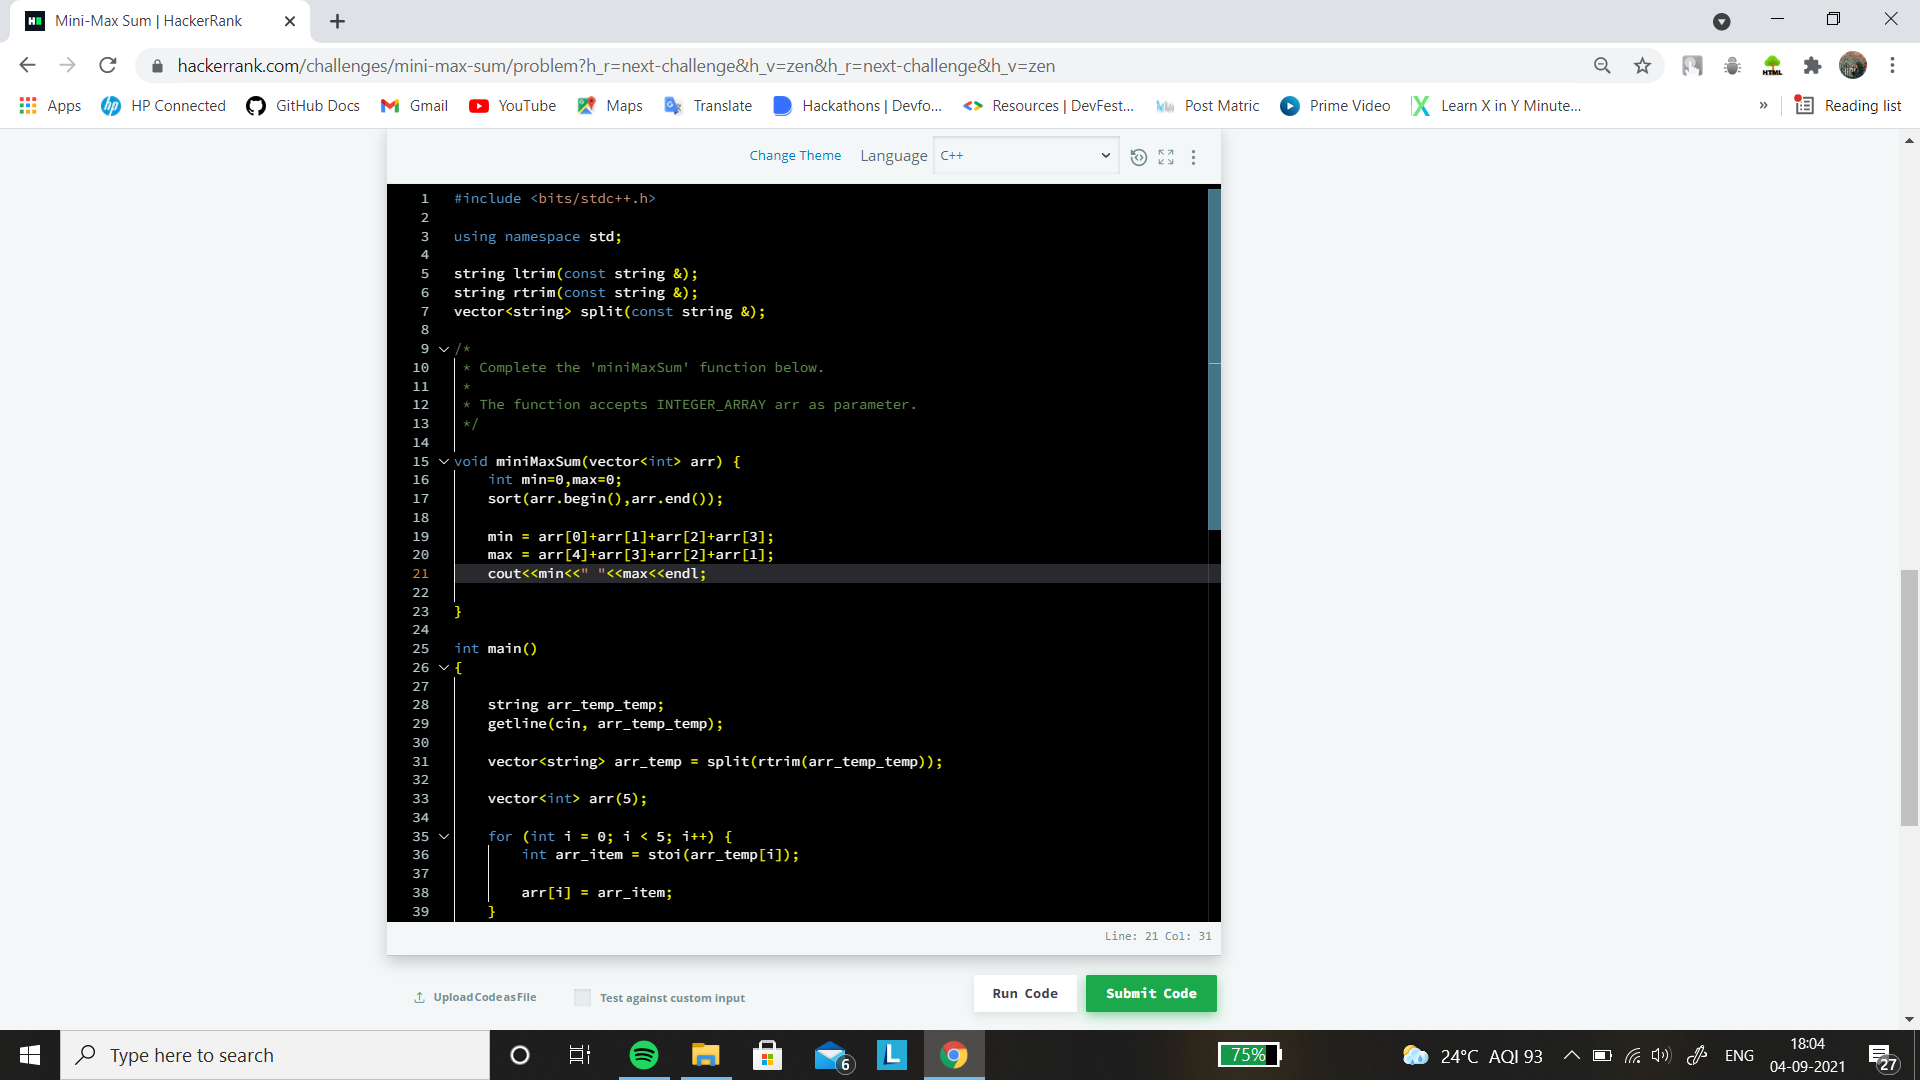 Mini-Max Sum | HackerRank
hackerrank.com/challenges/mini-max-sum/problem?h_r=next-challenge&h_v=zen&h_r=next-challenge&h_v=zen
Apps HP Connected GitHub Docs Gmail YouTube Maps Translate Hackathons | Devfo... Resources | DevFest... Post Matric Prime Video Learn X in Y Minute... » Reading list
Change Theme Language C++
1 #include <bits/stdc++.h>
2
3 using namespace std;
4
5 string ltrim(const string &);
6 string rtrim(const string &);
7 vector<string> split(const string &);
8
9 /*
10 * Complete the 'miniMaxSum' function below.
11 *
12 * The function accepts INTEGER_ARRAY arr as parameter.
13 */
14
15 void miniMaxSum(vector<int> arr) {
16 int min=0,max=0;
17 sort(arr.begin(),arr.end());
18
19 min = arr[0]+arr[1]+arr[2]+arr[3];
20 max = arr[4]+arr[3]+arr[2]+arr[1];
21 cout<<min<<" "<<max<<endl;
22
23 }
24
25 int main()
26 {
27
28 string arr_temp_temp;
29 getline(cin, arr_temp_temp);
30
31 vector<string> arr_temp = split(rtrim(arr_temp_temp));
32
33 vector<int> arr(5);
34
35 for (int i = 0; i < 5; i++) {
36 int arr_item = stoi(arr_temp[i]);
37
38 arr[i] = arr_item;
39 }
Line: 21 Col: 31
Upload Code as File Test against custom input Run Code Submit Code
Type here to search 6 L 75% 24°C AQI 93 ENG 18:04
04-09-2021 27